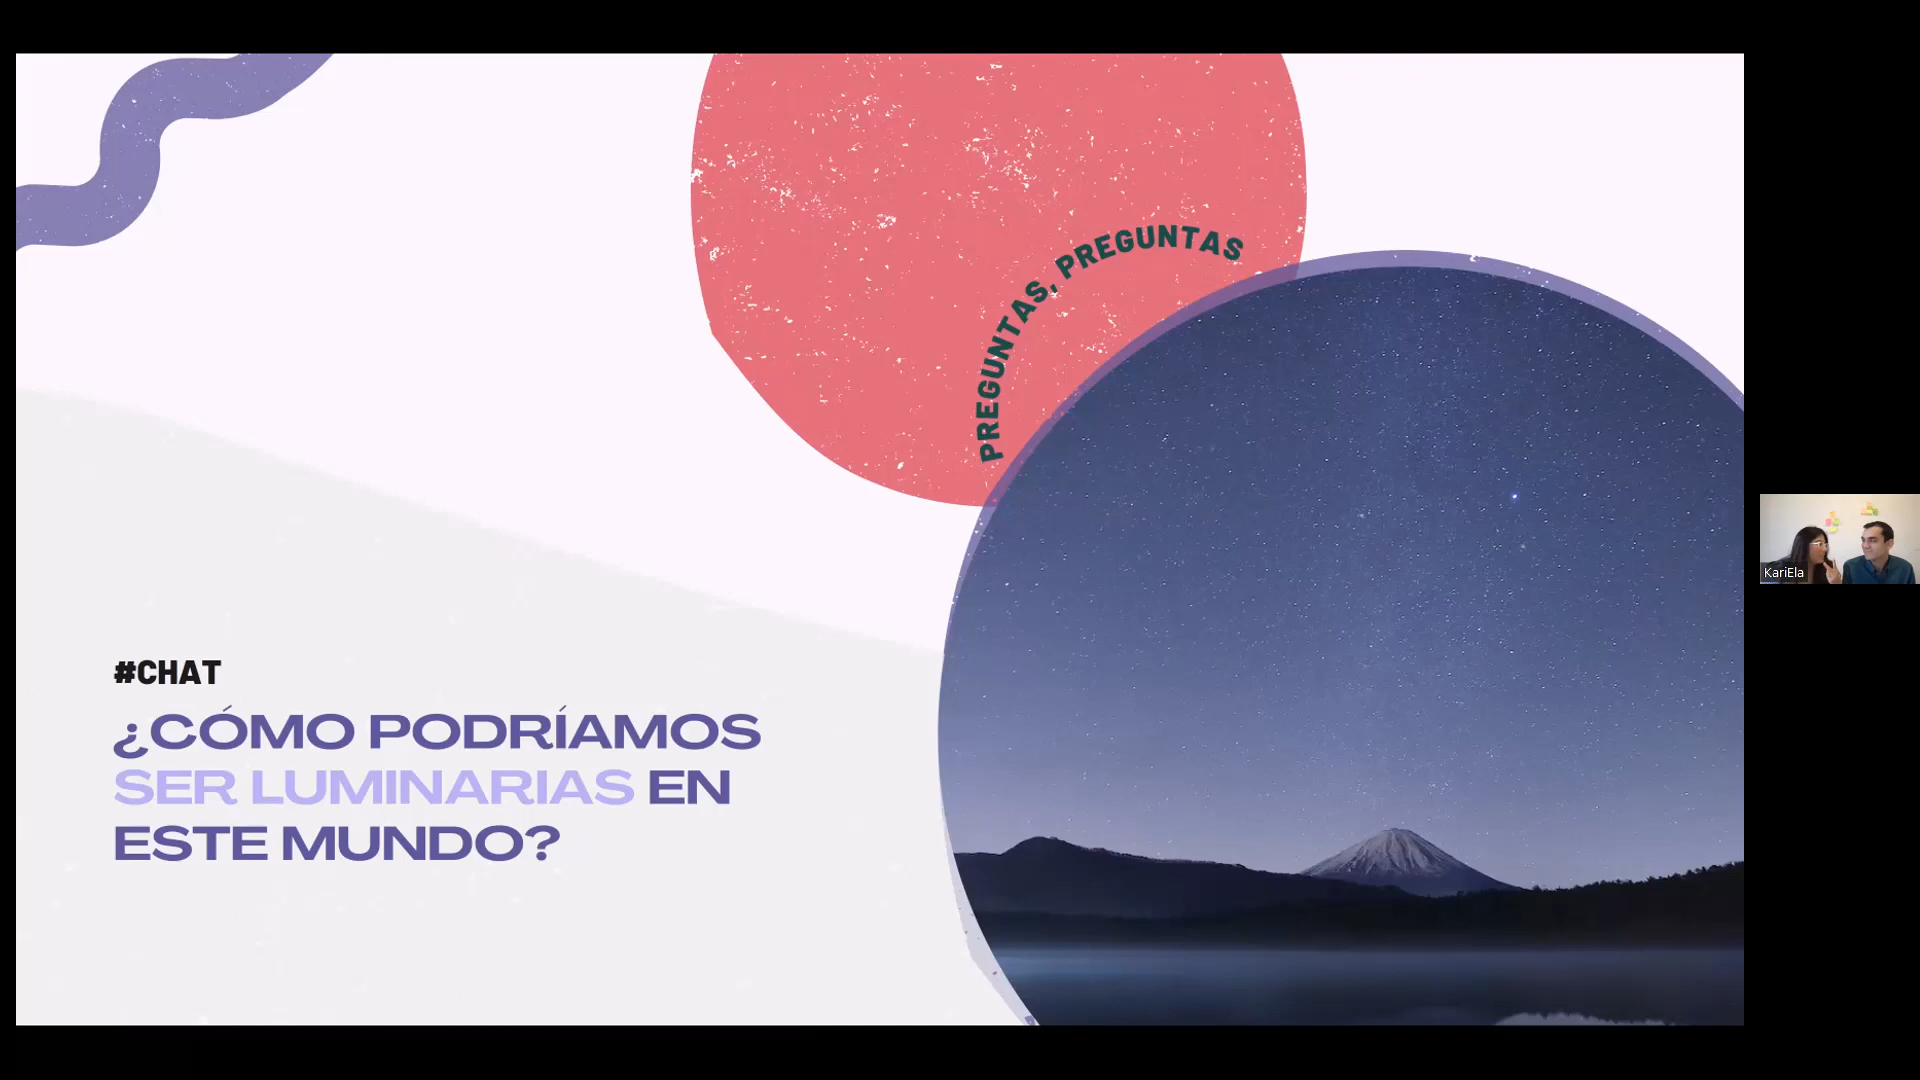 PREGUNTAS, PREGUNTAS
#CHAT
¿CÓMO PODRÍAMOS
SER LUMINARIAS EN
ESTE MUNDO?
KariEla